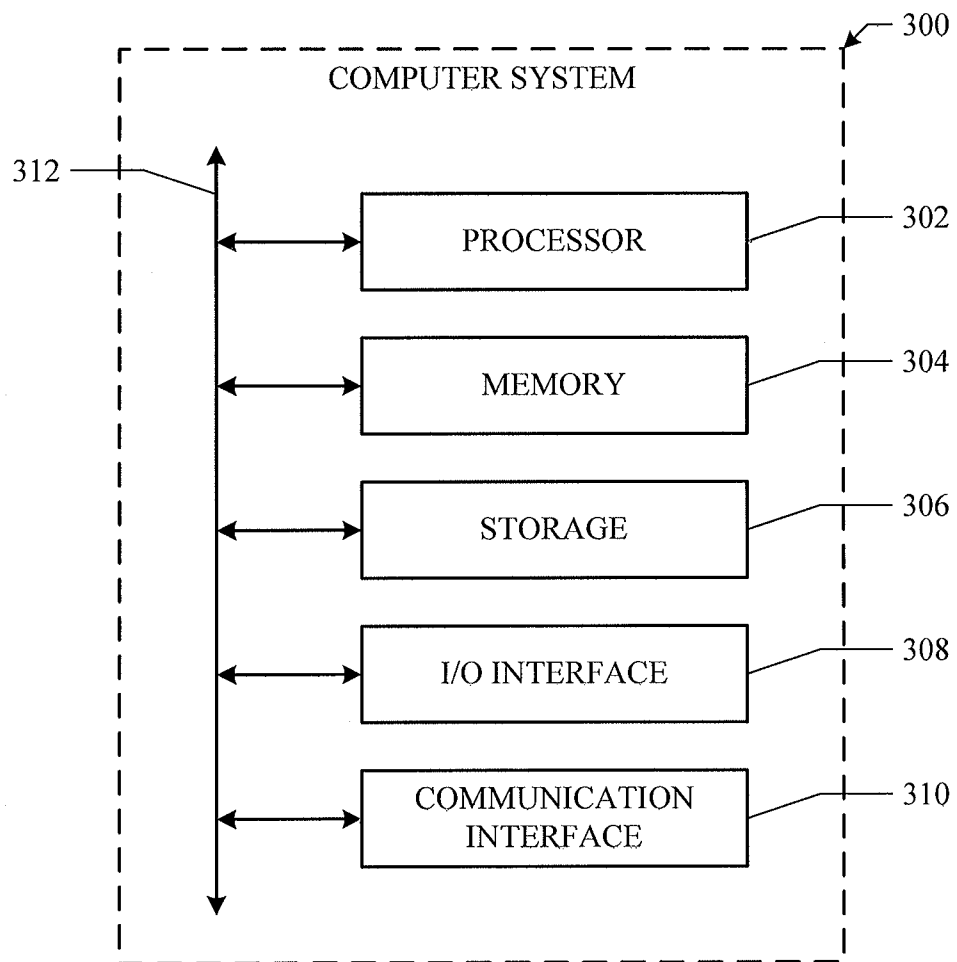 300
COMPUTER SYSTEM
312
PROCESSOR
302
MEMORY
304
STORAGE
306
I/O INTERFACE
308
COMMUNICATION
INTERFACE
310